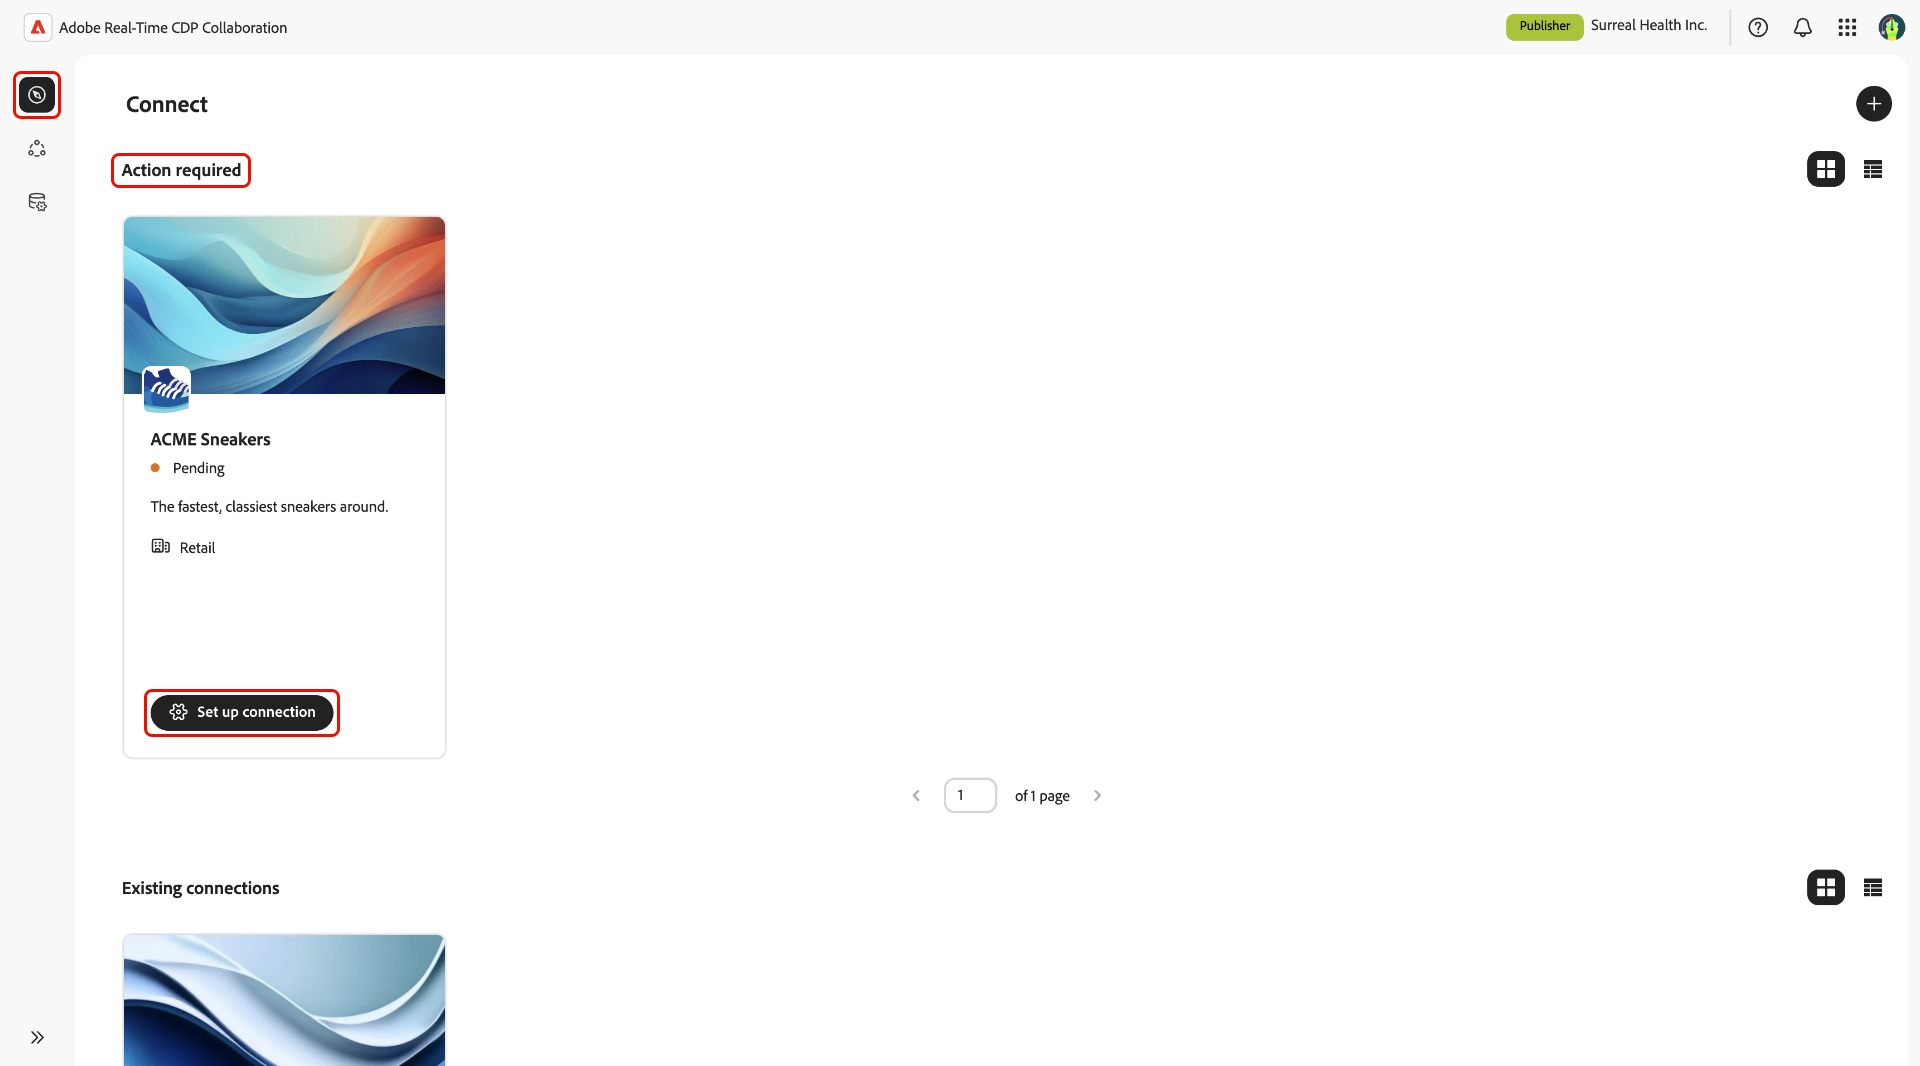 Adobe Real-Time CDP Collaboration
Publisher
Surreal Health Inc.
Connect
Action required
ACME Sneakers
Pending
The fastest, classiest sneakers around.
Retail
Set up connection
1
of 1 page
Existing connections